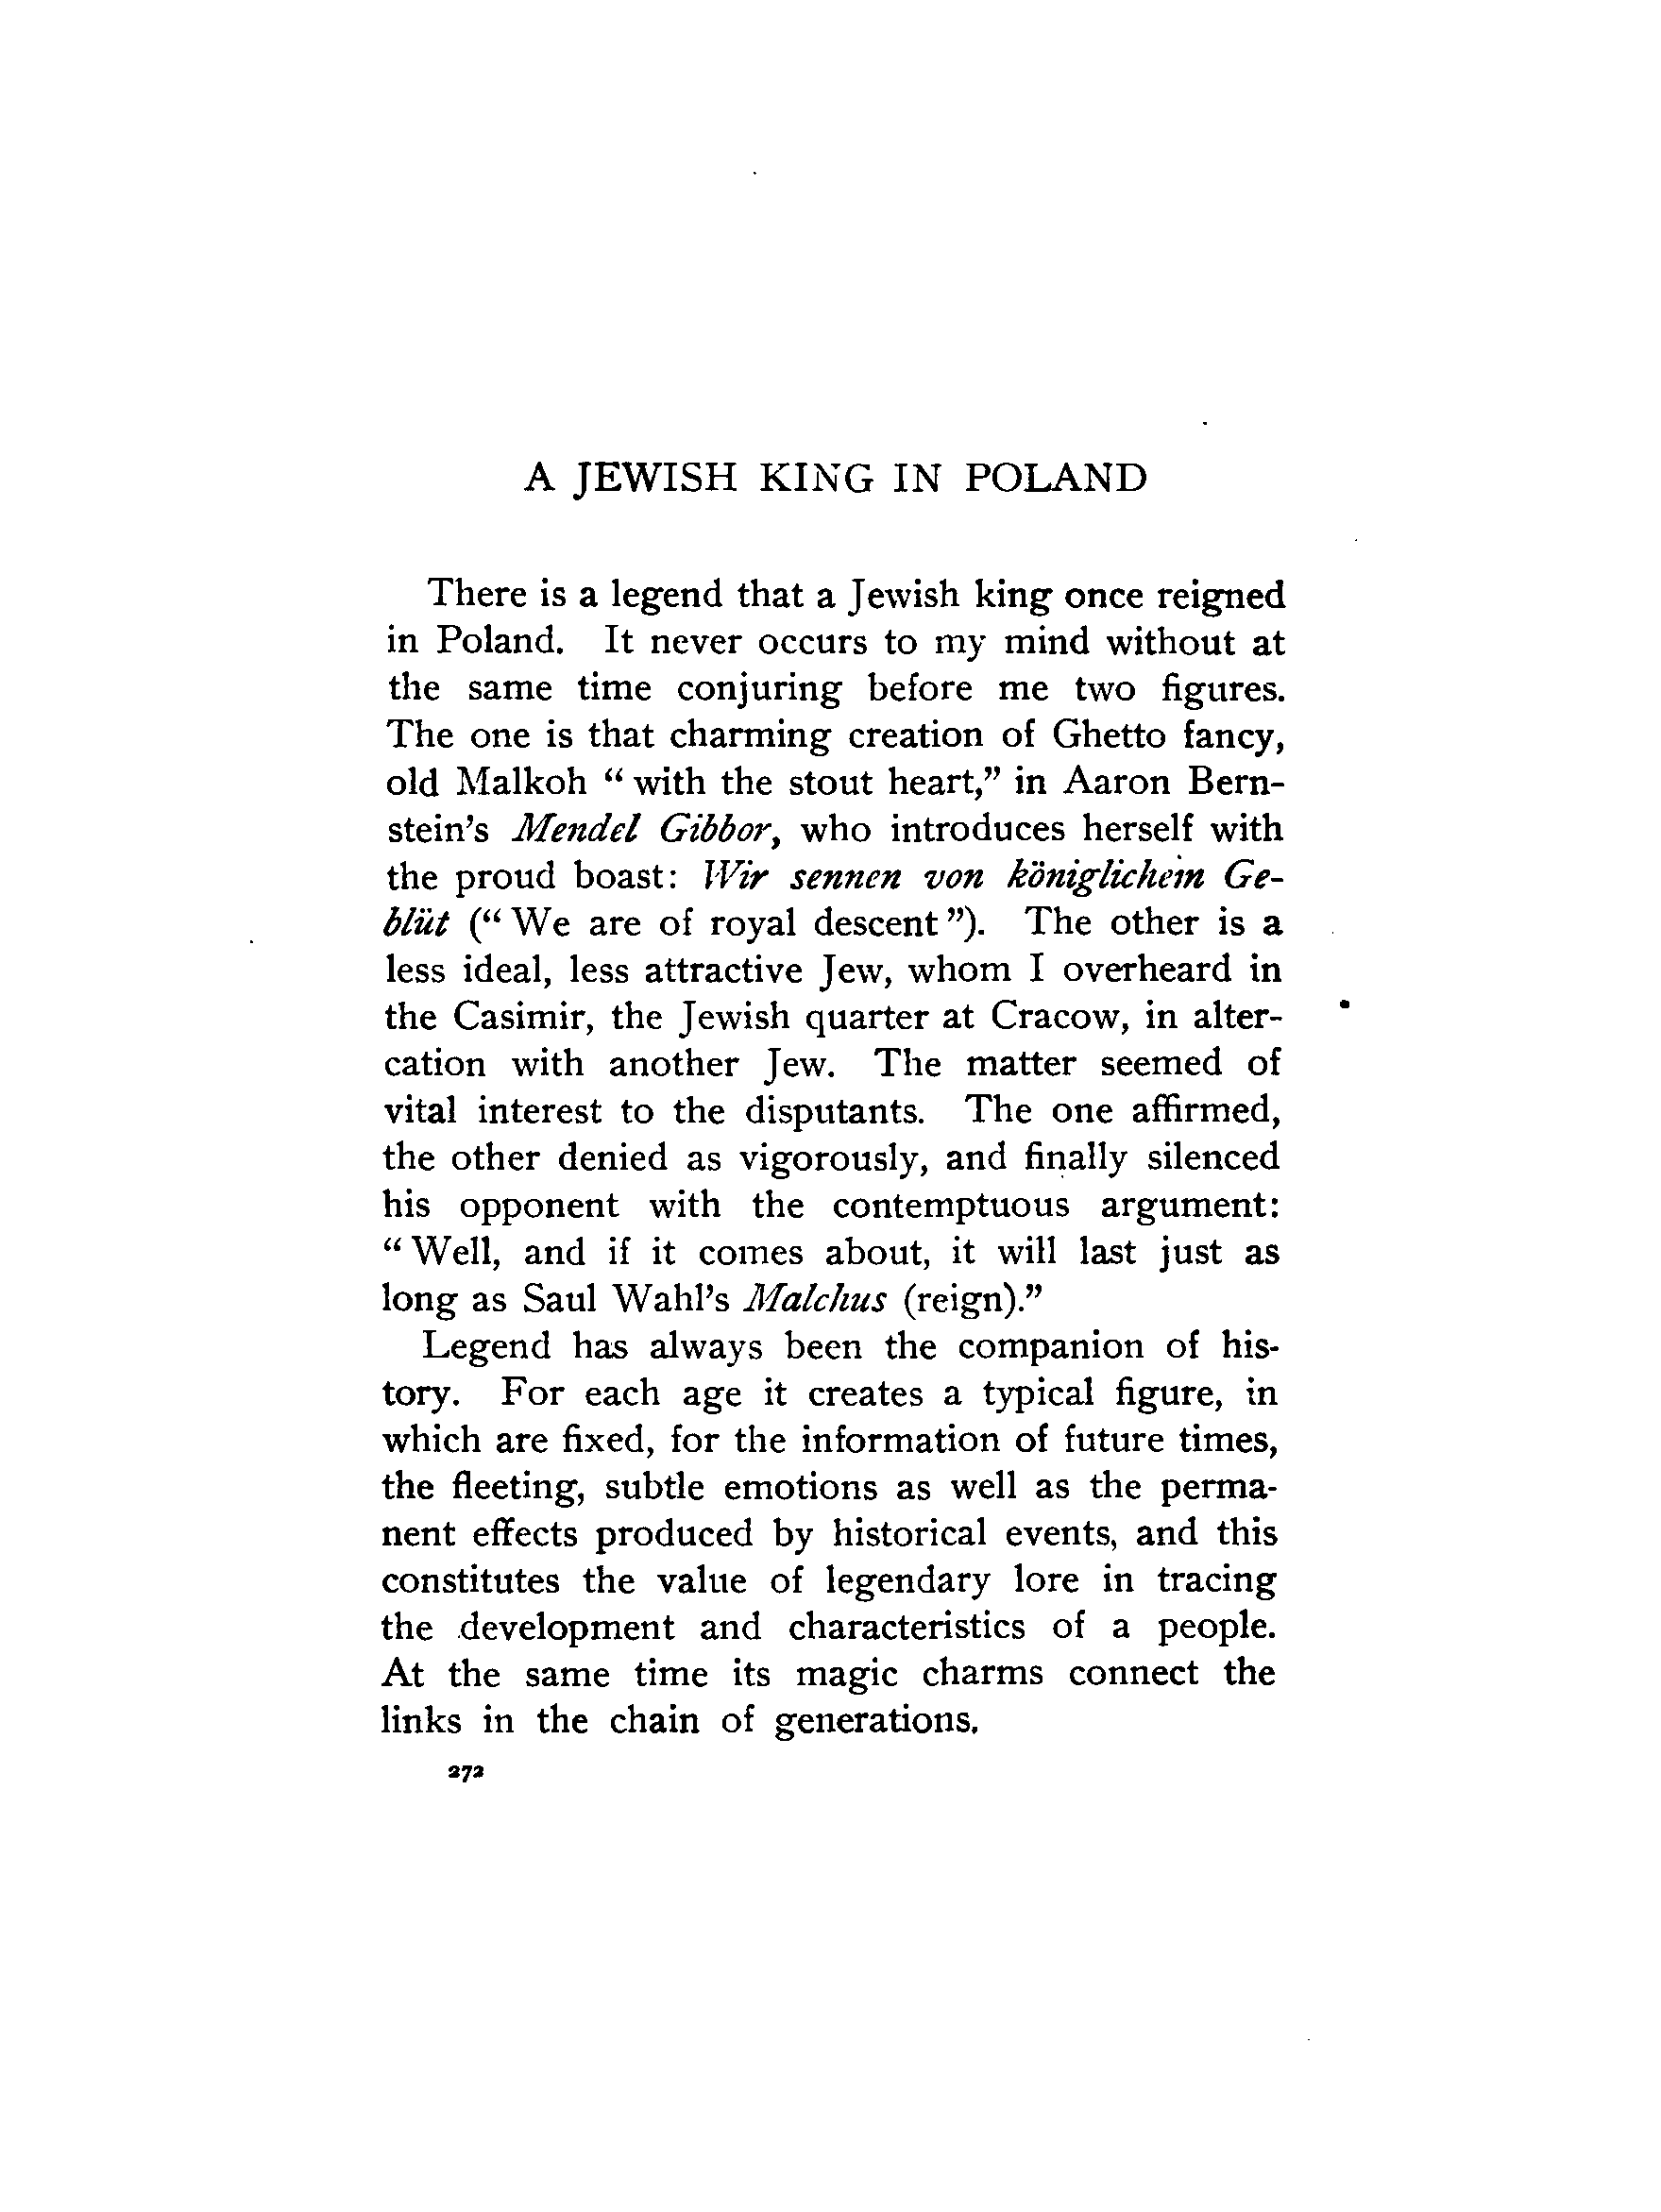 A JEWISH KING IN POLAND
There is a legend that a Jewish king once reigned
in Poland. It never occurs to my mind without at
the same time conjuring before me two figures.
The one is that charming creation of Ghetto fancy,
old Malkoh “with the stout heart,” in Aaron Bern-
stein’s Mendel Gibbor, who introduces herself with
the proud boast: Wir sennen von königlichem Ge-
blüt (“We are of royal descent”). The other is a
less ideal, less attractive Jew, whom I overheard in
the Casimir, the Jewish quarter at Cracow, in alter-
cation with another Jew. The matter seemed of
vital interest to the disputants. The one affirmed,
the other denied as vigorously, and finally silenced
his opponent with the contemptuous argument:
“Well, and if it comes about, it will last just as
long as Saul Wahl’s Malchus (reign).”
Legend has always been the companion of his-
tory. For each age it creates a typical figure, in
which are fixed, for the information of future times,
the fleeting, subtle emotions as well as the perma-
nent effects produced by historical events, and this
constitutes the value of legendary lore in tracing
the development and characteristics of a people.
At the same time its magic charms connect the
links in the chain of generations.
272